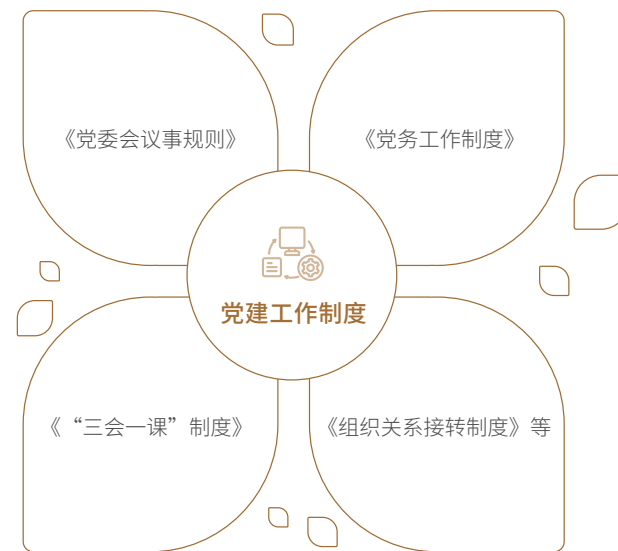 《党委会议事规则》
《党务工作制度》
党建工作制度
《“三会一课”制度》
《组织关系接转制度》等